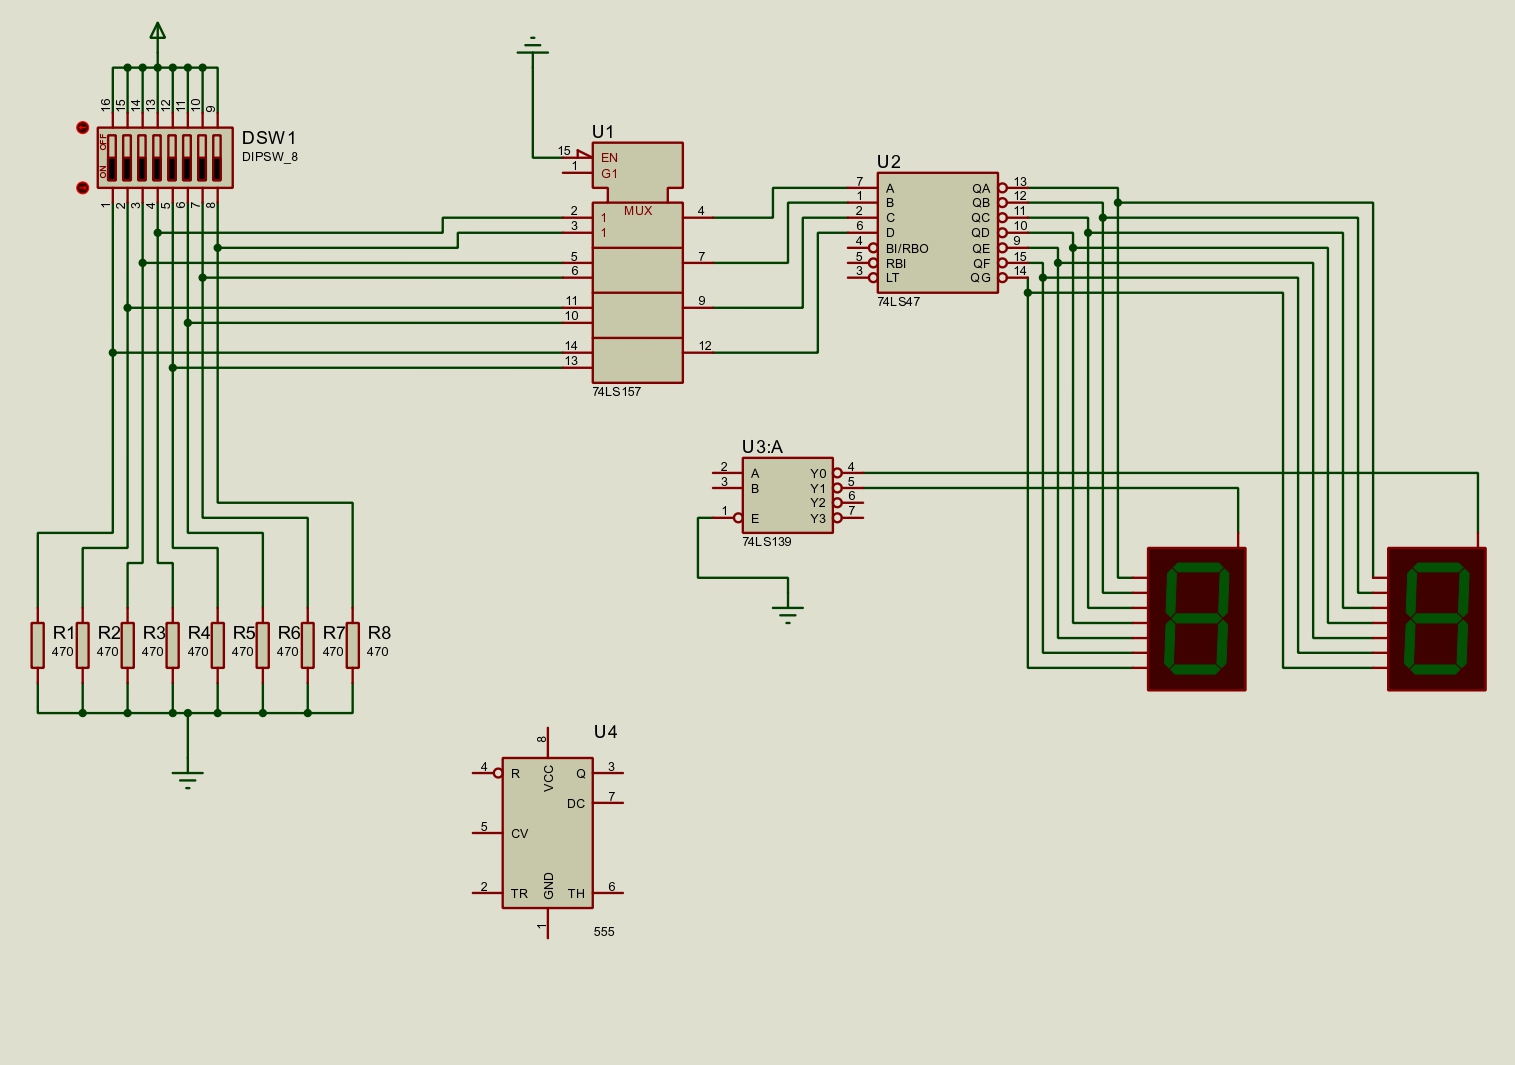 16 15 14 13 12 11 10 9
OFF
ON
DSW1
DIPSW_8
1 2 3 4 5 6 7 8
U1
15 EN
1 G1
MUX
2 1 4
3 1
5 7
6
11 9
10
14 12
13
74LS157
U2
7 A QA 13
1 B QB 12
2 C QC 11
6 D QD 10
4 BI/RBO QE 9
5 RBI QF 15
3 LT QG 14
74LS47
U3:A
2 A Y0 4
3 B Y1 5
Y2 6
1 E Y3 7
74LS139
R1 R2 R3 R4 R5 R6 R7 R8
470 470 470 470 470 470 470 470
U4
8
VCC
4 R Q 3
DC 7
5 CV
2 TR GND TH 6
1
555